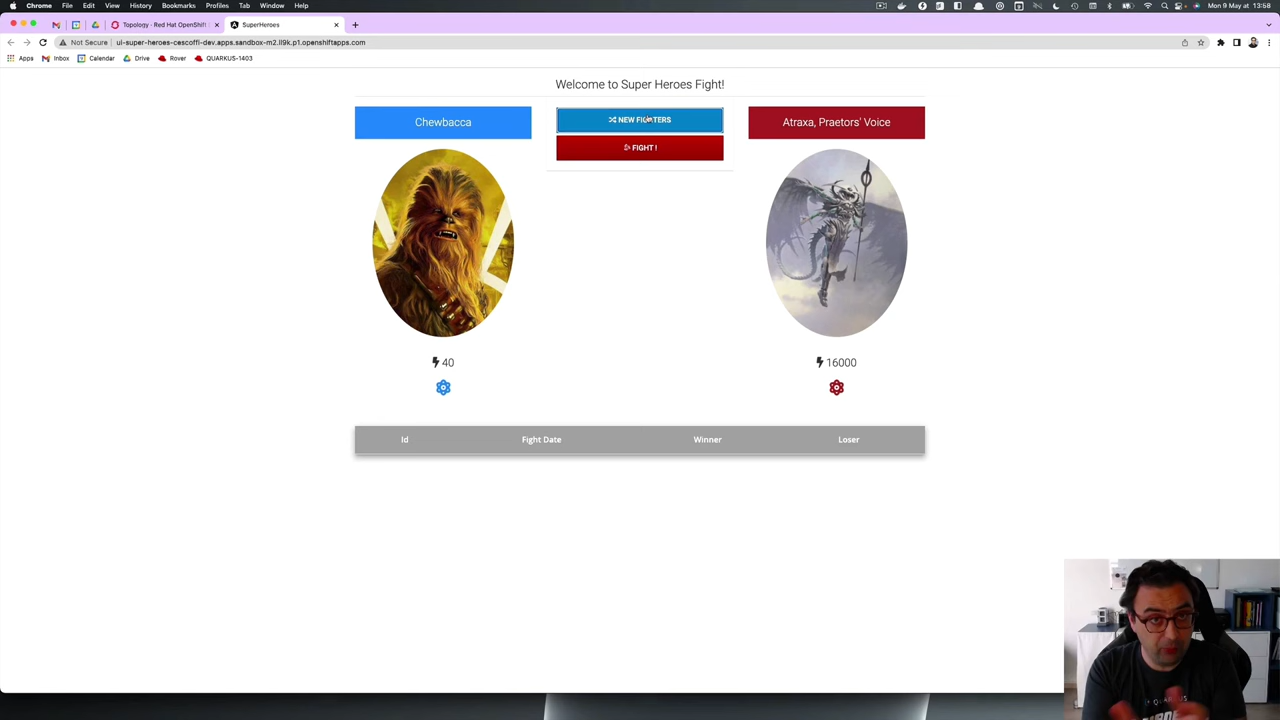 Chrome File Edit View History Bookmarks Profiles Tab Window Help Mon 9 May at 13:58
Topology · Red Hat OpenShift SuperHeroes
Not Secure ui-super-heroes-cescoffi-dev.apps.sandbox-m2.ll9k.p1.openshiftapps.com
Apps Inbox Calendar Drive Rover QUARKUS-1403
Welcome to Super Heroes Fight!
Chewbacca
NEW FIGHTERS
Atraxa, Praetors' Voice
FIGHT !
40
16000
Id Fight Date Winner Loser